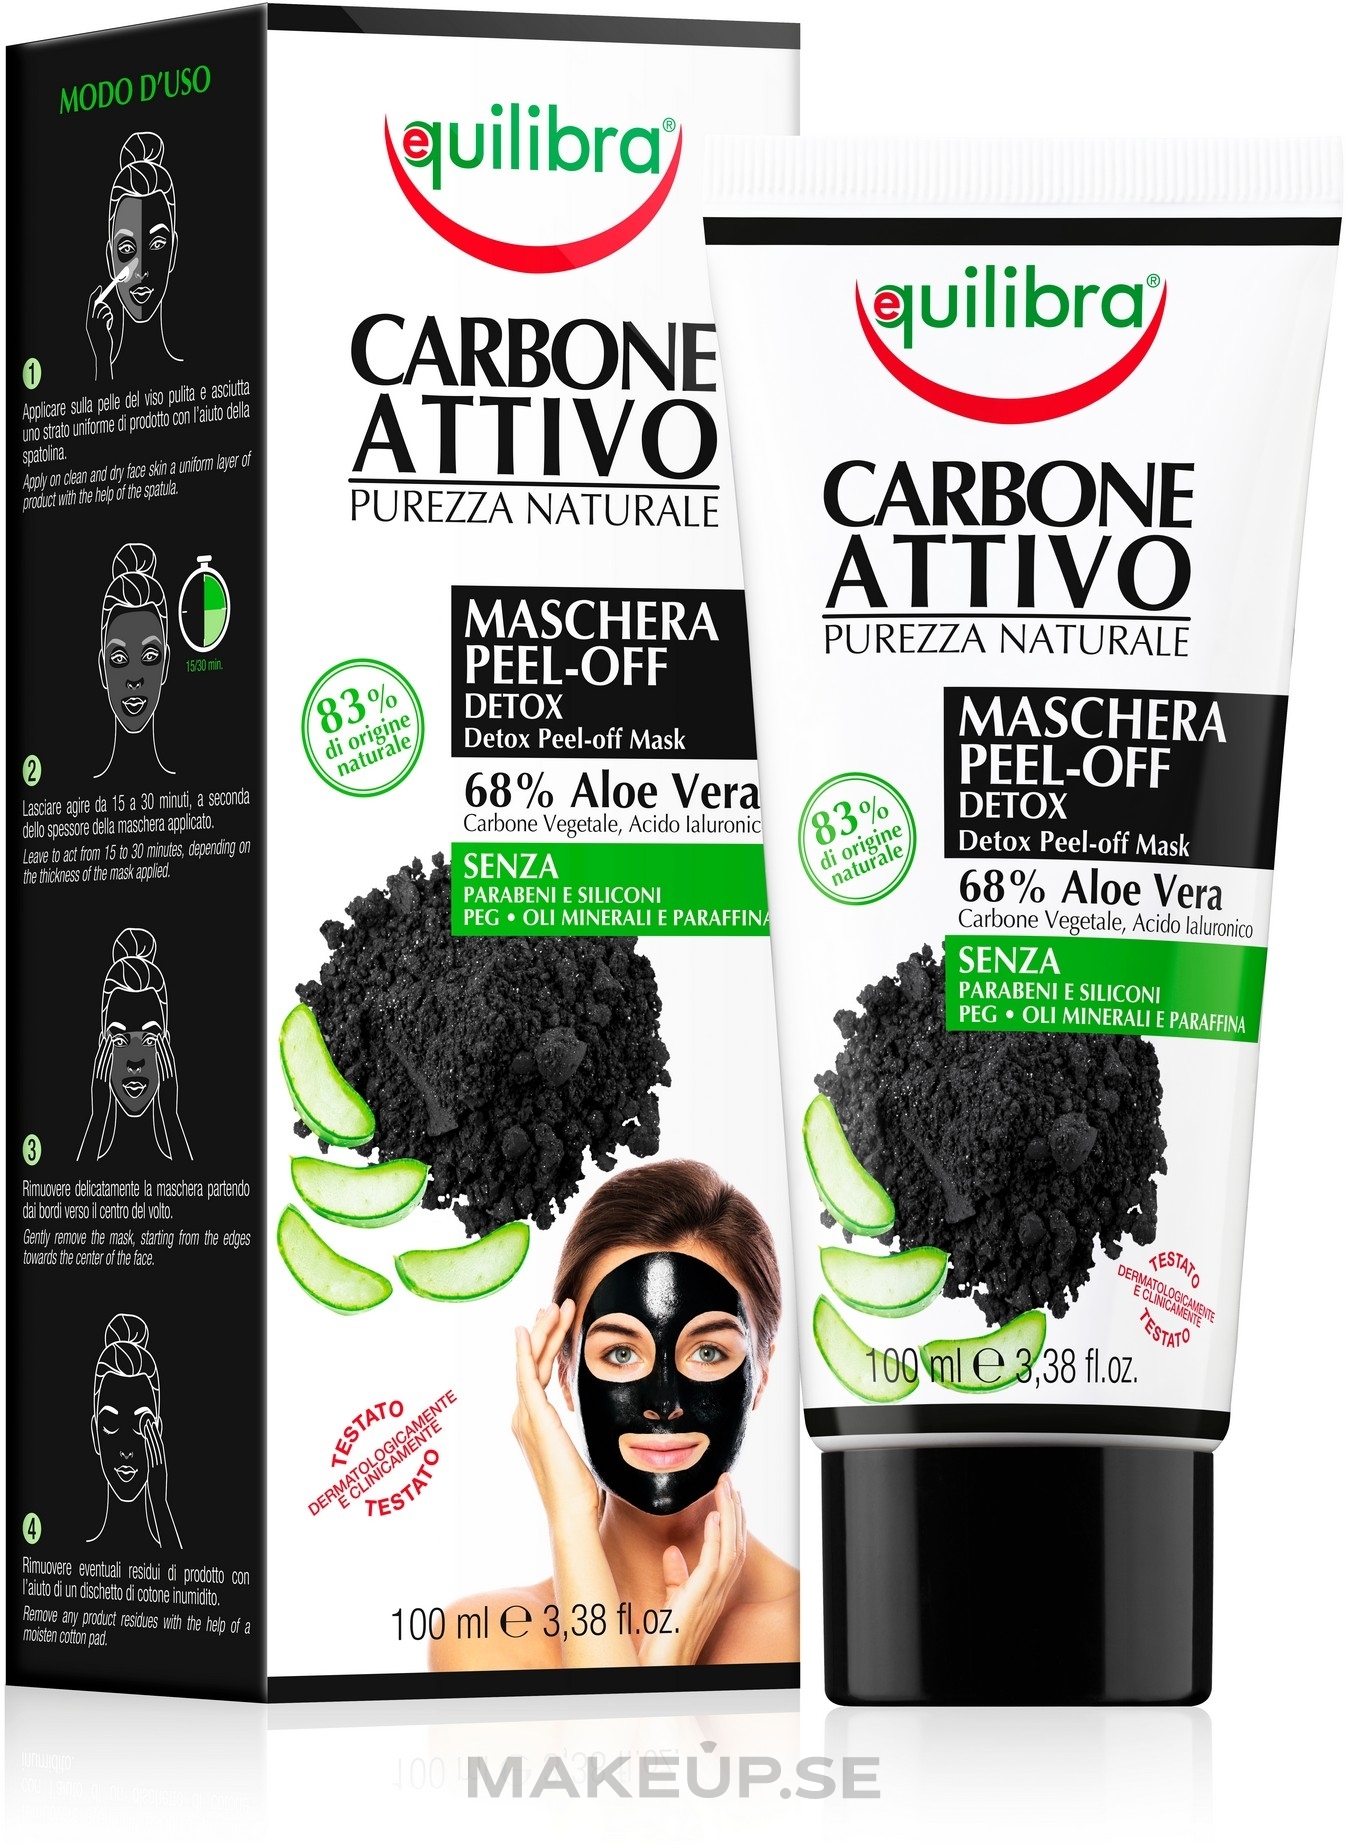 MODO D'USO
15/30 min.
1
Applicare sulla pelle del viso pulita e asciutta
uno strato uniforme di prodotto con l'aiuto della
spatolina.
Apply on clean and dry face skin a uniform layer of
product with the help of the spatula.
2
Lasciare agire da 15 a 30 minuti, a seconda
dello spessore della maschera applicato.
Leave to act from 15 to 30 minutes, depending on
the thickness of the mask applied.
3
Rimuovere delicatamente la maschera partendo
dai bordi verso il centro del volto.
Gently remove the mask, starting from the edges
towards the center of the face.
4
Rimuovere eventuali residui di prodotto con
l'aiuto di un dischetto di cotone inumidito.
Remove any product residues with the help of a
moisten cotton pad.
equilibra®
CARBONE
ATTIVO
PUREZZA NATURALE
MASCHERA
PEEL-OFF
DETOX
Detox Peel-off Mask
83%
di origine
naturale
68% Aloe Vera
Carbone Vegetale, Acido Ialuronic
SENZA
PARABENI E SILICONI
PEG • OLI MINERALI E PARAFFINA
TESTATO
DERMATOLOGICAMENTE
E CLINICAMENTE
TESTATO
100 ml ℮ 3,38 fl.oz.
equilibra®
CARBONE
ATTIVO
PUREZZA NATURALE
MASCHERA
PEEL-OFF
DETOX
Detox Peel-off Mask
83%
di origine
naturale
68% Aloe Vera
Carbone Vegetale, Acido Ialuronico
SENZA
PARABENI E SILICONI
PEG • OLI MINERALI E PARAFFINA
TESTATO
DERMATOLOGICAMENTE
E CLINICAMENTE
TESTATO
100 ml ℮ 3,38 fl.oz.
MAKEUP.SE